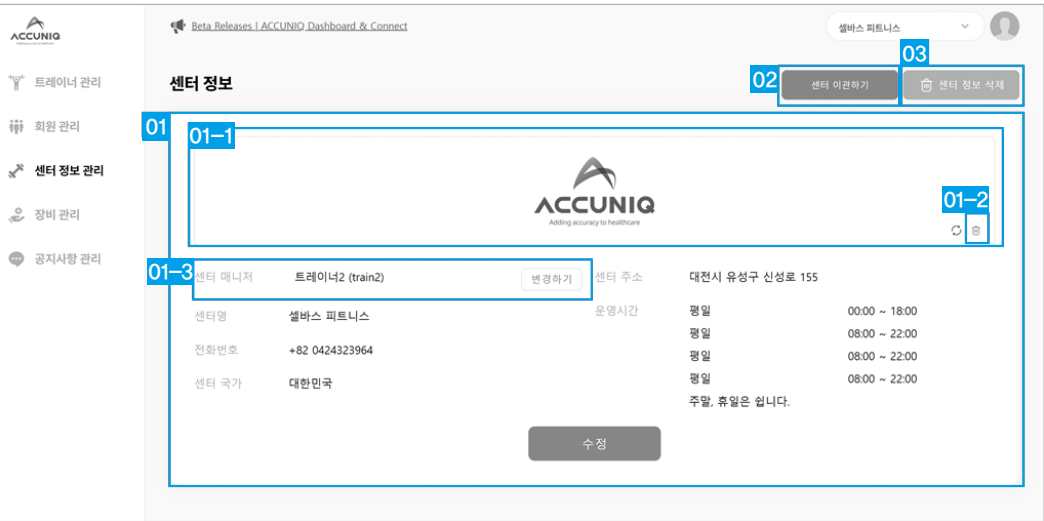 ACCUNIQ
Beta Releases | ACCUNIQ Dashboard & Connect
셀바스 피트니스
03
트레이너 관리
센터 정보
02
센터 이관하기
센터 정보 삭제
회원 관리
01
01-1
센터 정보 관리
ACCUNIQ
Adding accuracy to healthcare
01-2
장비 관리
공지사항 관리
01-3
센터 매니저
트레이너2 (train2)
변경하기
센터 주소
대전시 유성구 신성로 155
센터명
셀바스 피트니스
운영시간
평일 00:00 ~ 18:00
평일 08:00 ~ 22:00
전화번호
+82 0424323964
평일 08:00 ~ 22:00
센터 국가
대한민국
평일 08:00 ~ 22:00
주말, 휴일은 쉽니다.
수정